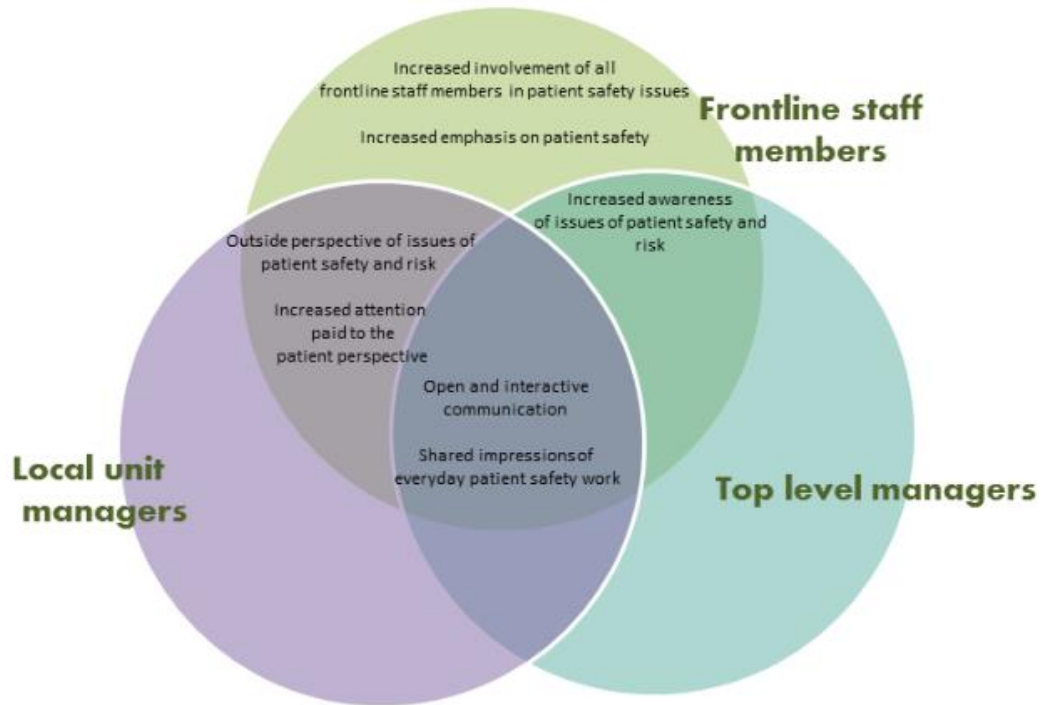 Increased involvement of all
frontline staff members in patient safety issues
Increased emphasis on patient safety
Frontline staff
members
Increased awareness
of issues of patient safety and
risk
Outside perspective of issues of
patient safety and risk
Increased attention
paid to the
patient perspective
Open and interactive
communication
Shared impressions of
everyday patient safety work
Local unit
managers
Top level managers